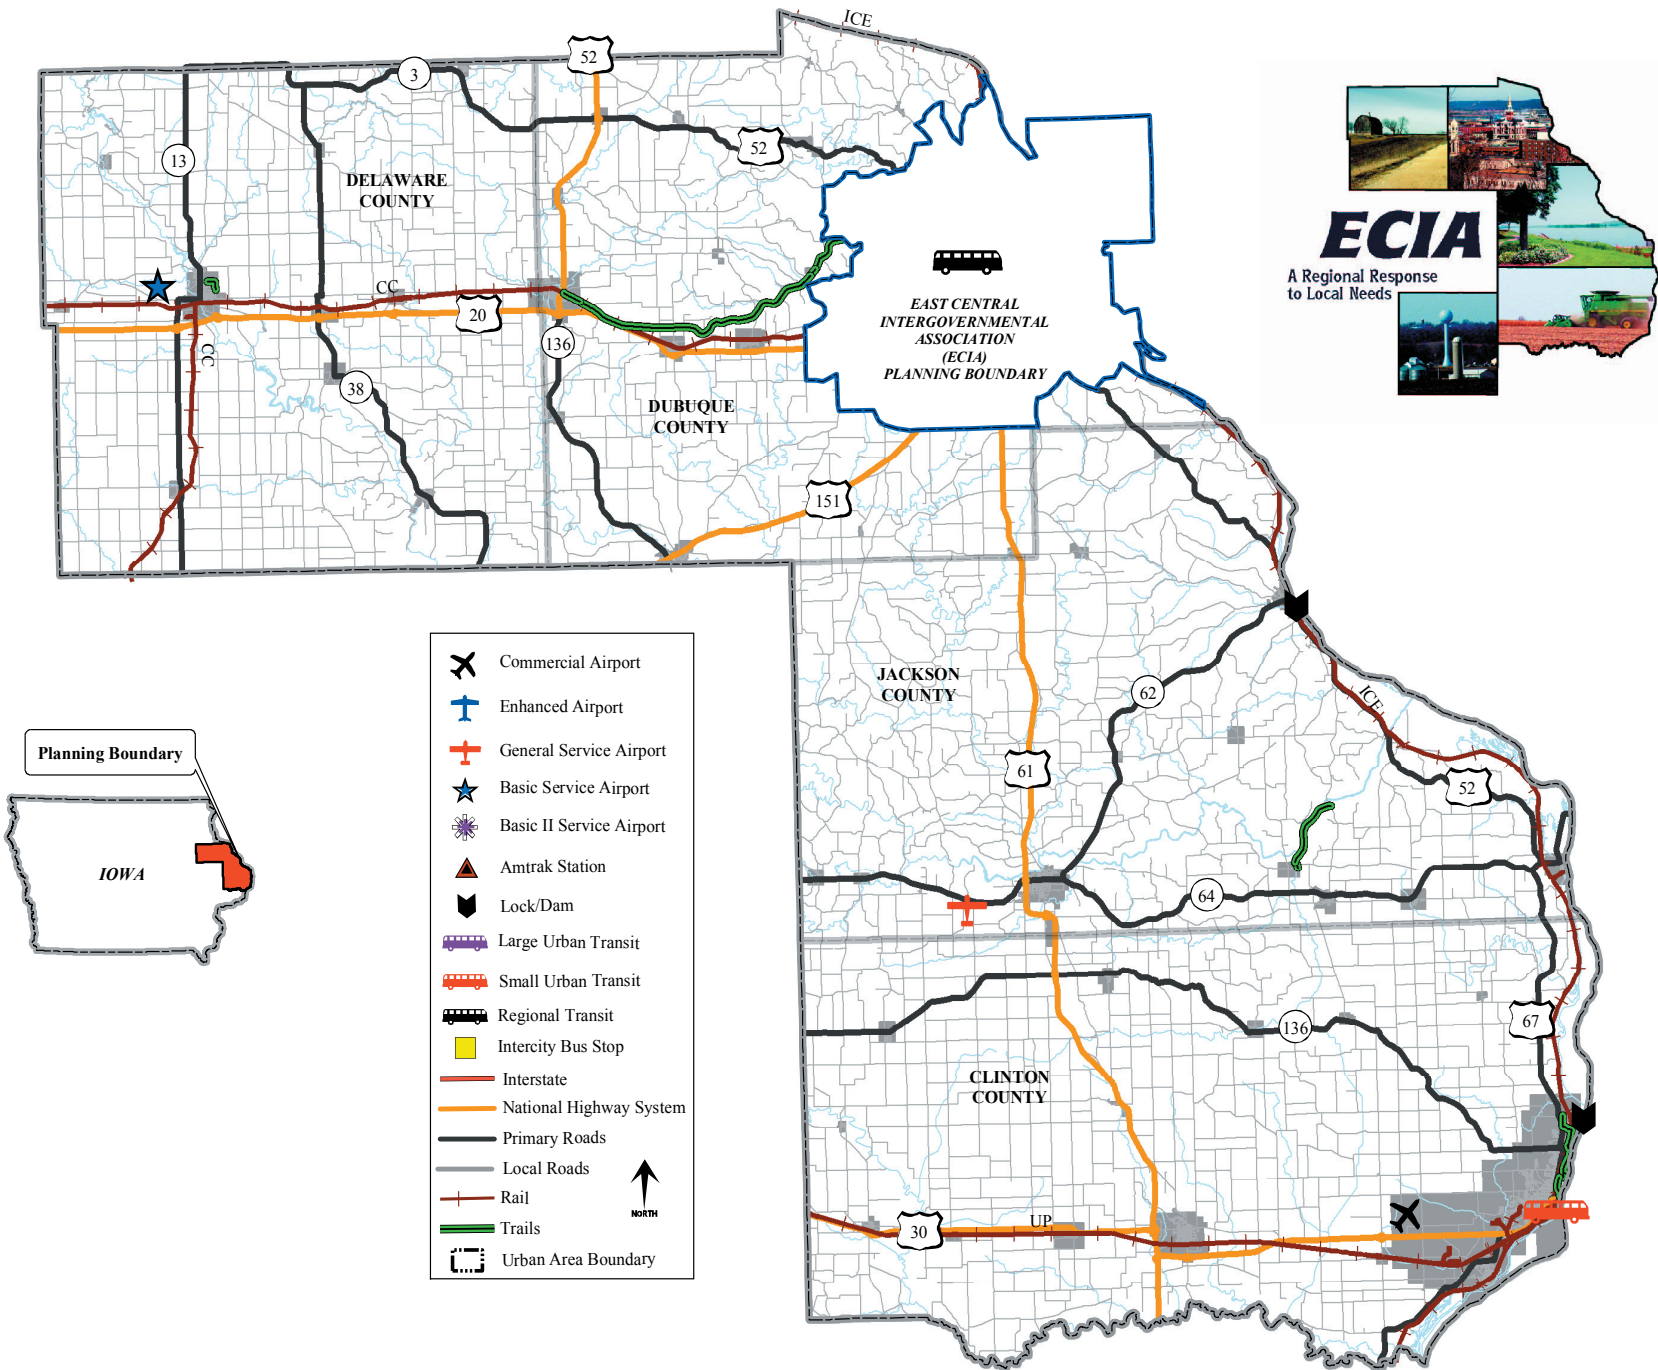 ICE
52
3
52
13
DELAWARE
COUNTY
ECIA
A Regional Response
to Local Needs
CC
20
CC
136
38
EAST CENTRAL
INTERGOVERNMENTAL
ASSOCIATION
(ECIA)
PLANNING BOUNDARY
DUBUQUE
COUNTY
151
JACKSON
COUNTY
62
ICE
61
52
64
67
136
CLINTON
COUNTY
30
UP
Planning Boundary
IOWA
Commercial Airport
Enhanced Airport
General Service Airport
Basic Service Airport
Basic II Service Airport
Amtrak Station
Lock/Dam
Large Urban Transit
Small Urban Transit
Regional Transit
Intercity Bus Stop
Interstate
National Highway System
Primary Roads
Local Roads
Rail
Trails
Urban Area Boundary
NORTH